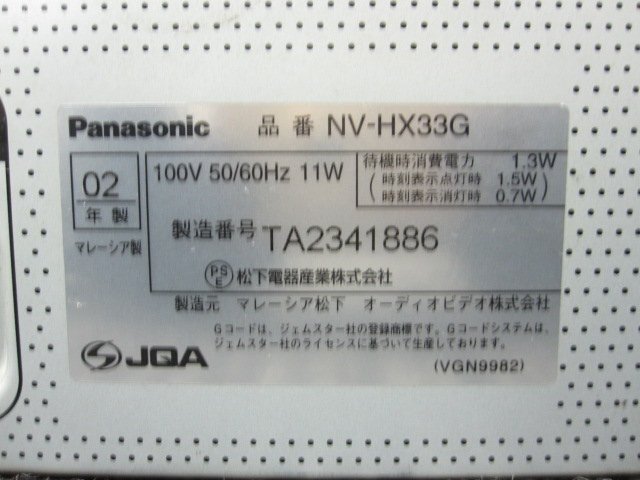 Panasonic 品番 NV-HX33G
02
年製
マレーシア製
100V 50/60Hz 11W
待機時消費電力 1.3W
(時刻表示点灯時 1.5W
時刻表示消灯時 0.7W)
製造番号 TA2341886
PSE 松下電器産業株式会社
製造元 マレーシア松下 オーディオビデオ株式会社
Gコードは、ジェムスター社の登録商標です。Gコードシステムは、
ジェムスター社のライセンスに基づいて生産しております。
JQA
(VGN9982)